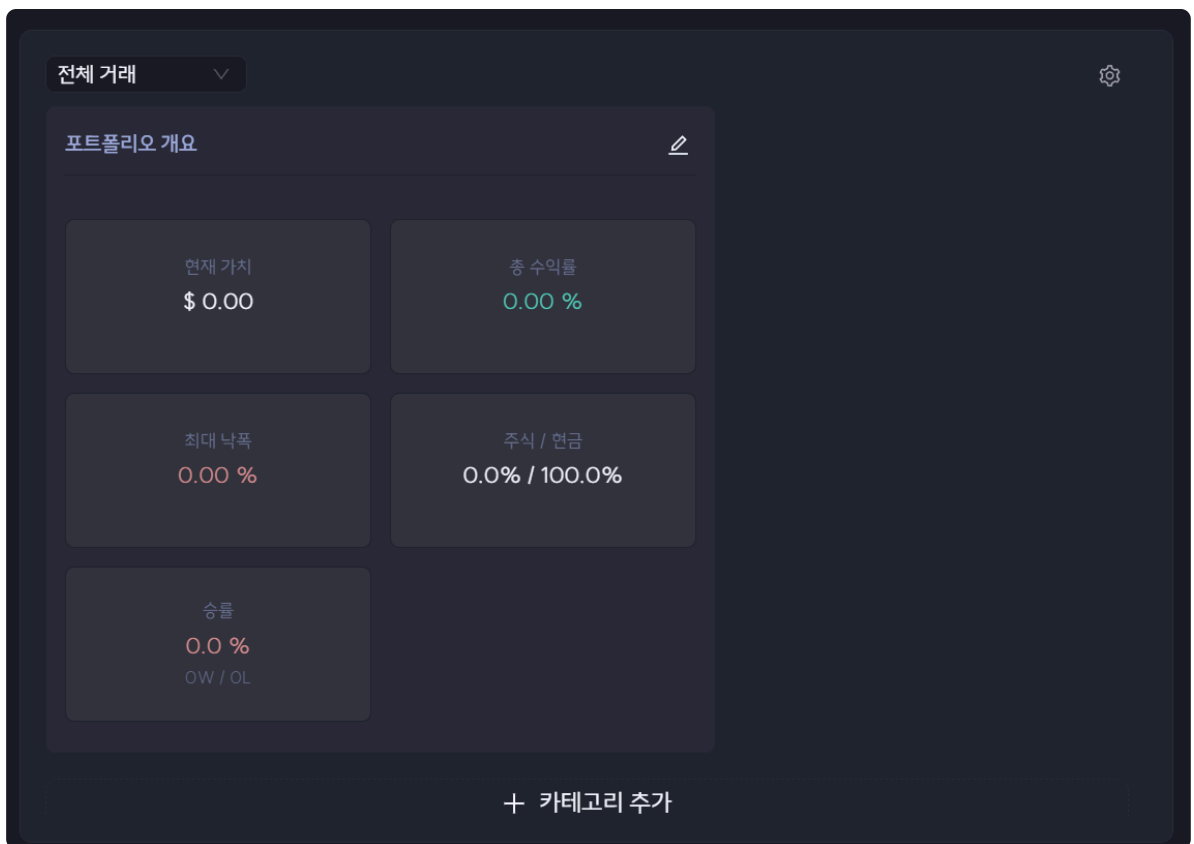 전체 거래
포트폴리오 개요
현재 가치
$ 0.00
총 수익률
0.00 %
최대 낙폭
0.00 %
주식 / 현금
0.0% / 100.0%
승률
0.0 %
0W / 0L
카테고리 추가